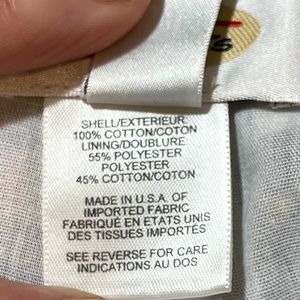 SHELL/EXTERIEUR:
100% COTTON/COTON
LINING/DOUBLURE
55% POLYESTER
POLYESTER
45% COTTON/COTON
MADE IN U.S.A. OF
IMPORTED FABRIC
FABRIQUÉ EN ETATS UNIS
DES TISSUES IMPORTÉS
SEE REVERSE FOR CARE
INDICATIONS AU DOS